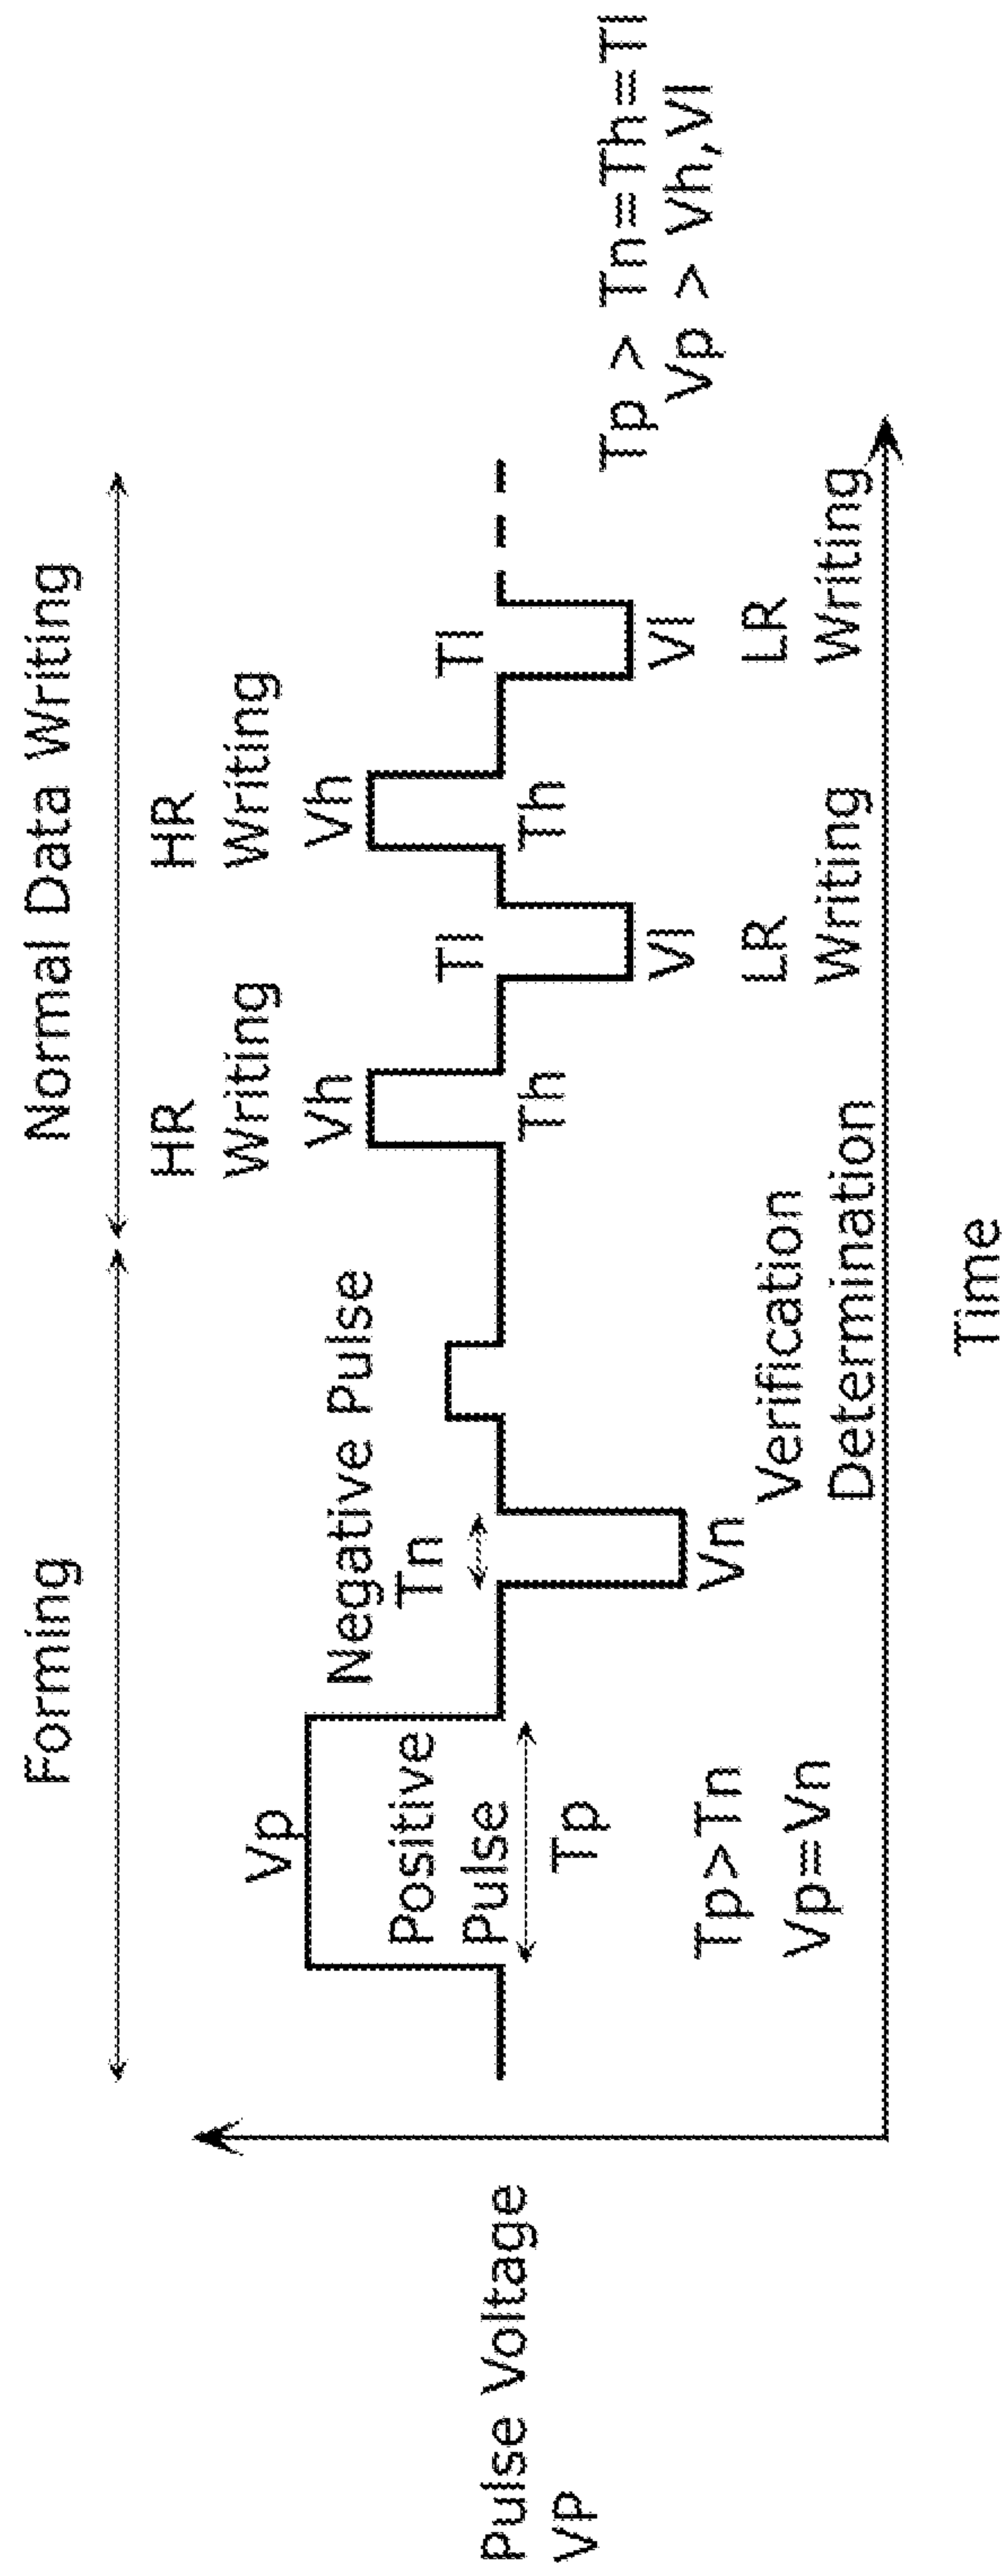 Forming
Normal Data Writing
Pulse Voltage
VP
Vp
Positive
Pulse
Tp
Tp>Tn
Vp=Vn
Negative Pulse
Tn
Vn
Verification
Determination
HR
Writing
Vh
Th
Tl
Vl
LR
Writing
HR
Writing
Vh
Th
Tl
Vl
LR
Writing
Tp > Tn=Th=Tl
Vp > Vh,Vl
Time